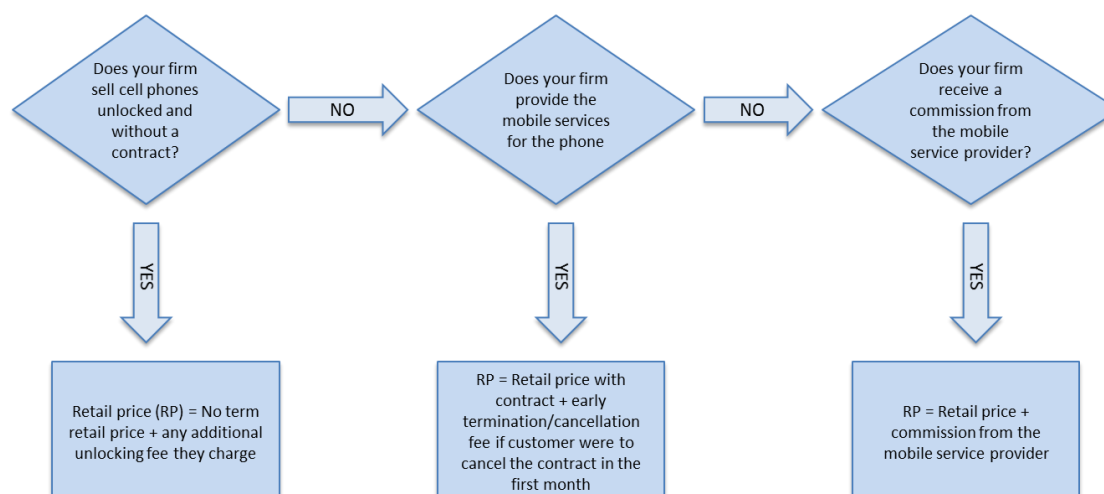 Does your firm
sell cell phones
unlocked and
without a
contract?
NO
Does your firm
provide the
mobile services
for the phone
NO
Does your firm
receive a
commission from
the mobile
service provider?
YES
YES
YES
Retail price (RP) = No term
retail price + any additional
unlocking fee they charge
RP = Retail price with
contract + early
termination/cancellation
fee if customer were to
cancel the contract in the
first month
RP = Retail price +
commission from the
mobile service provider